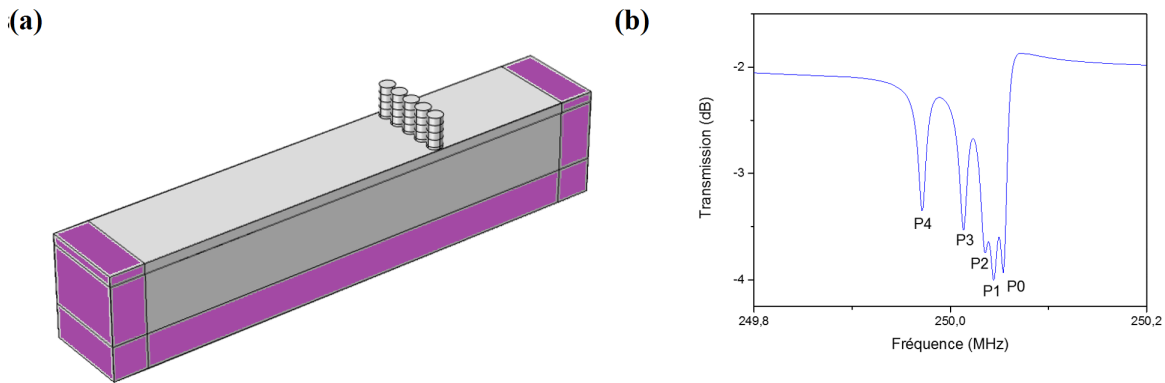 (a)
(b)
-2
-3
-4
Transmission (dB)
P4
P3
P2
P1
P0
249,8
250,0
250,2
Fréquence (MHz)